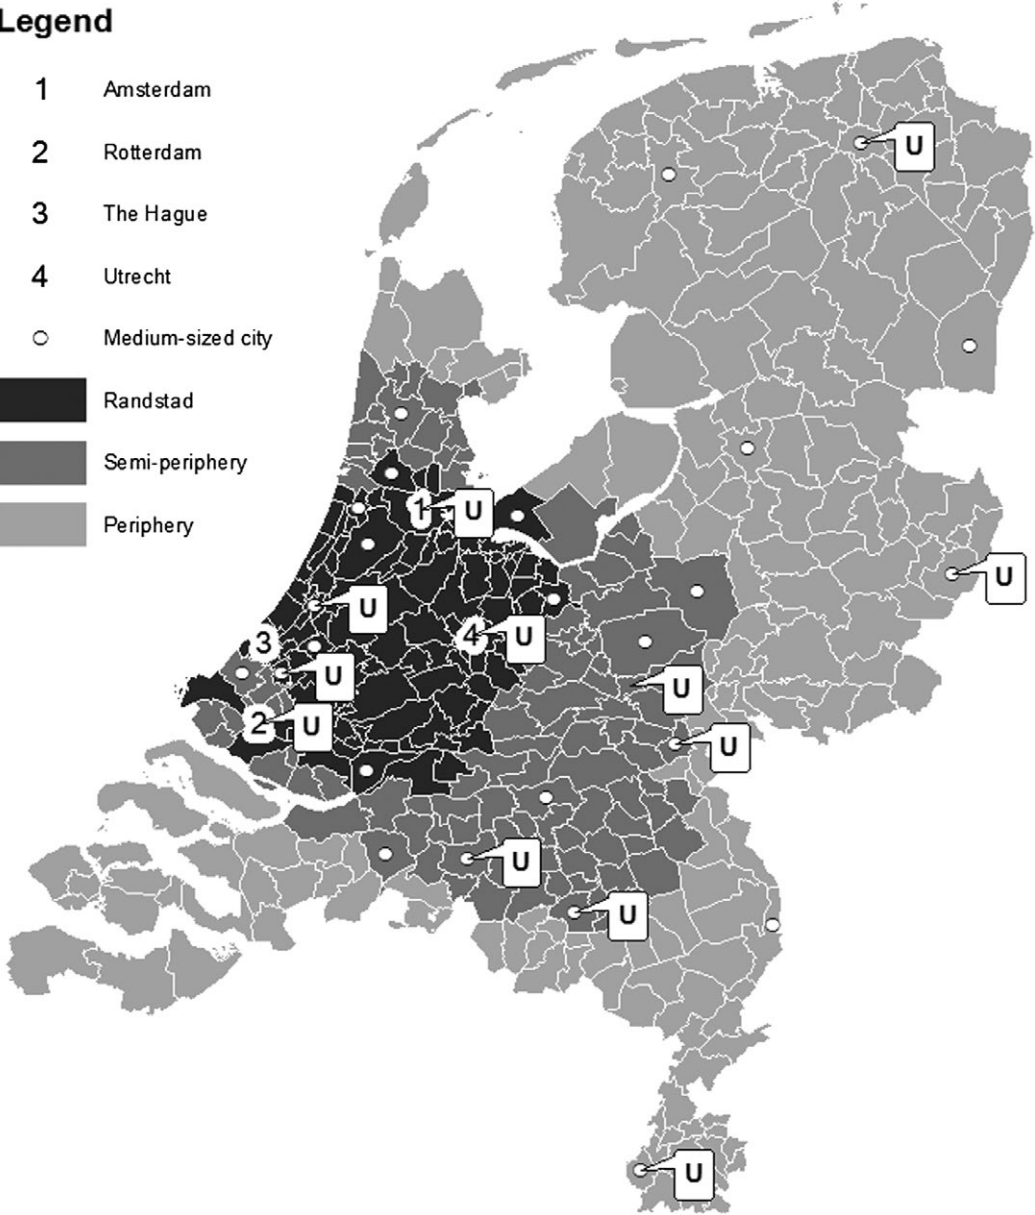 Legend
1 Amsterdam
2 Rotterdam
3 The Hague
4 Utrecht
Medium-sized city
Randstad
Semi-periphery
Periphery
U
1 U
U
U
3
4 U
U
U
2 U
U
U
U
U